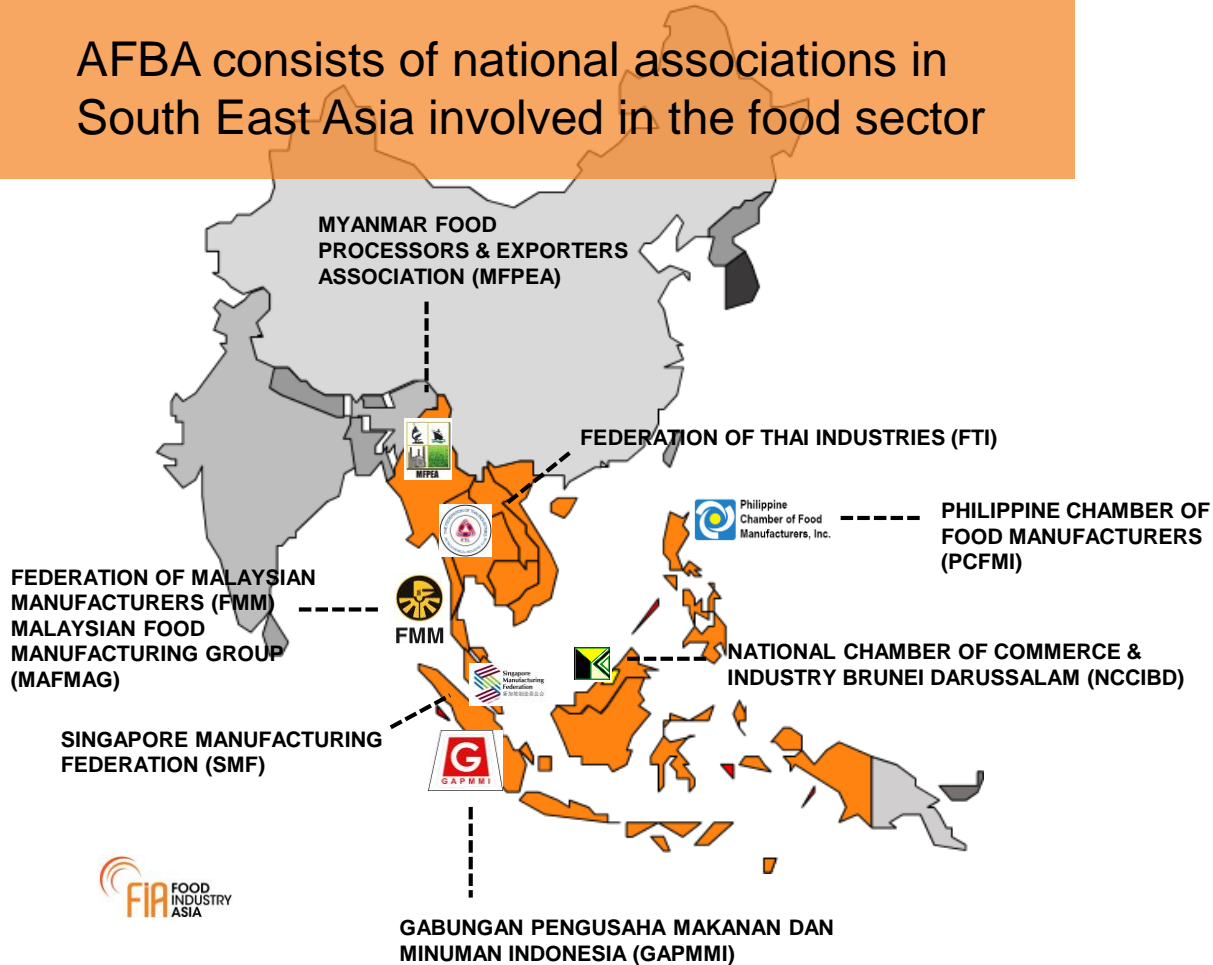 AFBA consists of national associations in
South East Asia involved in the food sector
MYANMAR FOOD
PROCESSORS & EXPORTERS
ASSOCIATION (MFPEA)
MFPEA
FEDERATION OF THAI INDUSTRIES (FTI)
Philippine
Chamber of Food
Manufacturers, Inc.
PHILIPPINE CHAMBER OF
FOOD MANUFACTURERS
(PCFMI)
FEDERATION OF MALAYSIAN
MANUFACTURERS (FMM)
MALAYSIAN FOOD
MANUFACTURING GROUP
(MAFMAG)
FMM
NATIONAL CHAMBER OF COMMERCE &
INDUSTRY BRUNEI DARUSSALAM (NCCIBD)
Singapore
Manufacturing
Federation
SINGAPORE MANUFACTURING
FEDERATION (SMF)
G
GAPMMI
FIA FOOD
INDUSTRY
ASIA
GABUNGAN PENGUSAHA MAKANAN DAN
MINUMAN INDONESIA (GAPMMI)